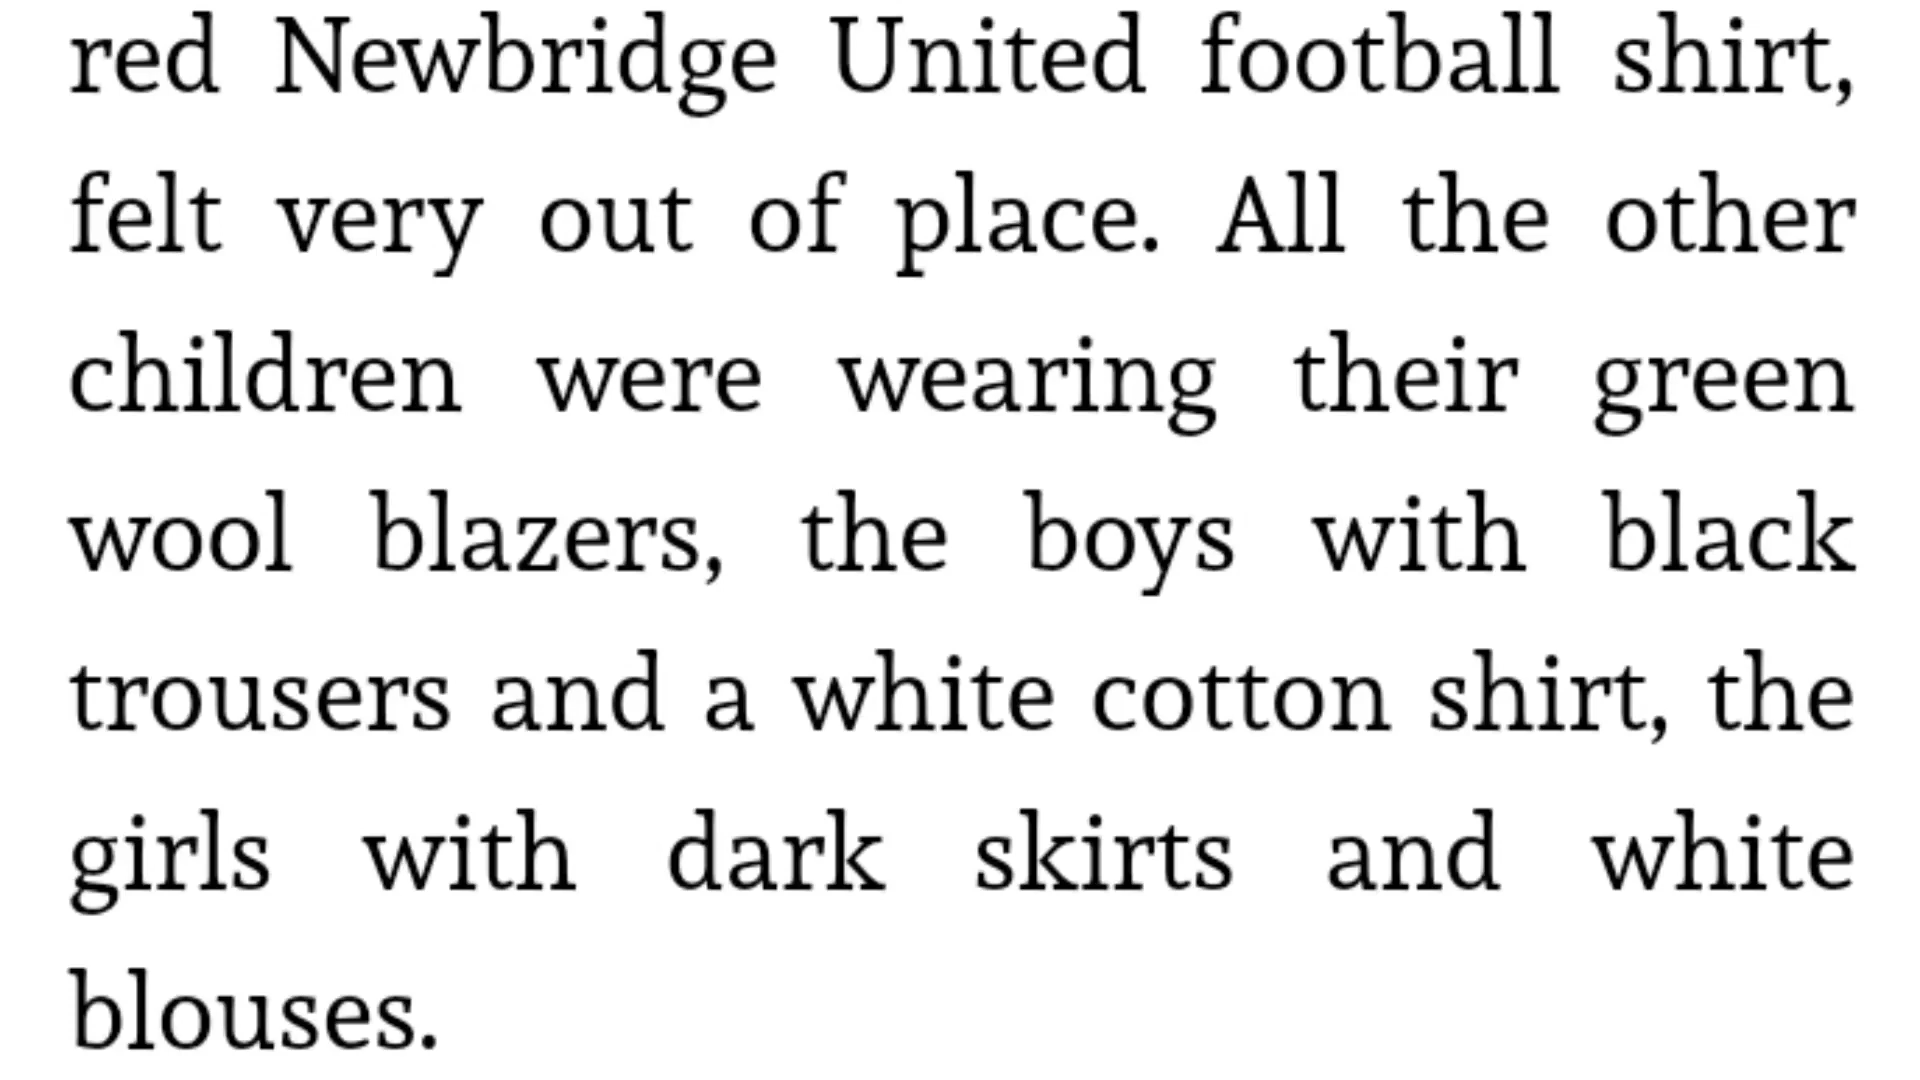 red Newbridge United football shirt,
felt very out of place. All the other
children were wearing their green
wool blazers, the boys with black
trousers and a white cotton shirt, the
girls with dark skirts and white
blouses.